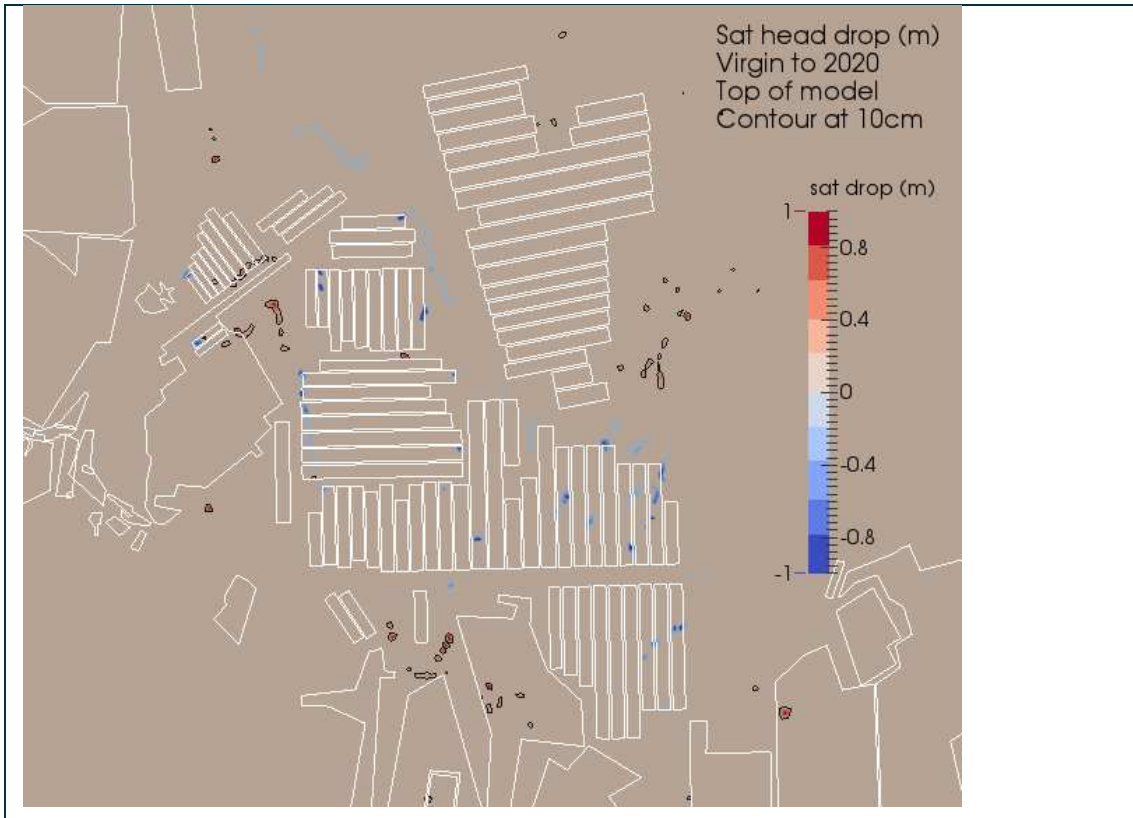 Sat head drop (m)
Virgin to 2020
Top of model
Contour at 10cm
sat drop (m)
1
0.8
0.4
0
-0.4
-0.8
-1